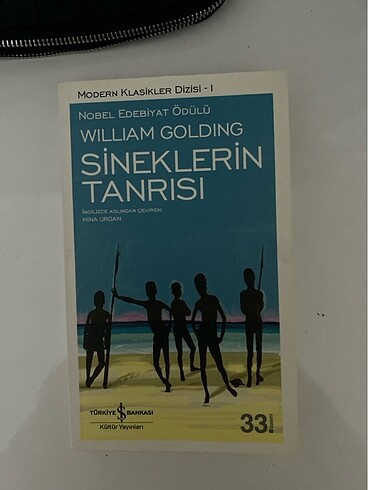 MODERN KLASİKLER DİZİSİ - I
NOBEL EDEBİYAT ÖDÜLÜ
WILLIAM GOLDING
SİNEKLERİN
TANRISI
İNGİLİZCE ASLINDAN ÇEVİREN:
MİNA URGAN
TÜRKİYE İŞ BANKASI
Kültür Yayınları
33. Basım